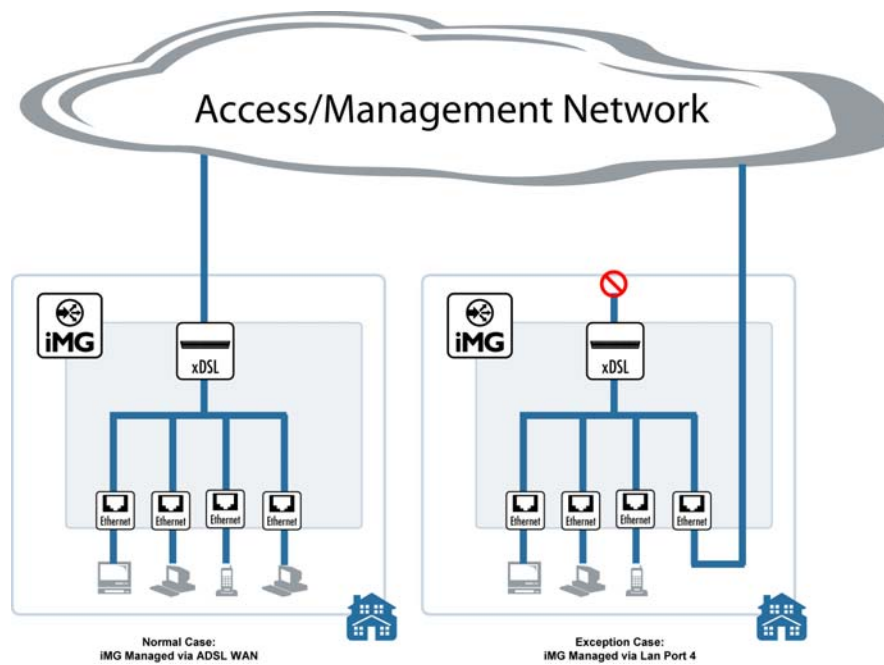 Access/Management Network
iMG
xDSL
Ethernet
Ethernet
Ethernet
Ethernet
Normal Case:
iMG Managed via ADSL WAN
iMG
xDSL
Ethernet
Ethernet
Ethernet
Ethernet
Exception Case:
iMG Managed via Lan Port 4